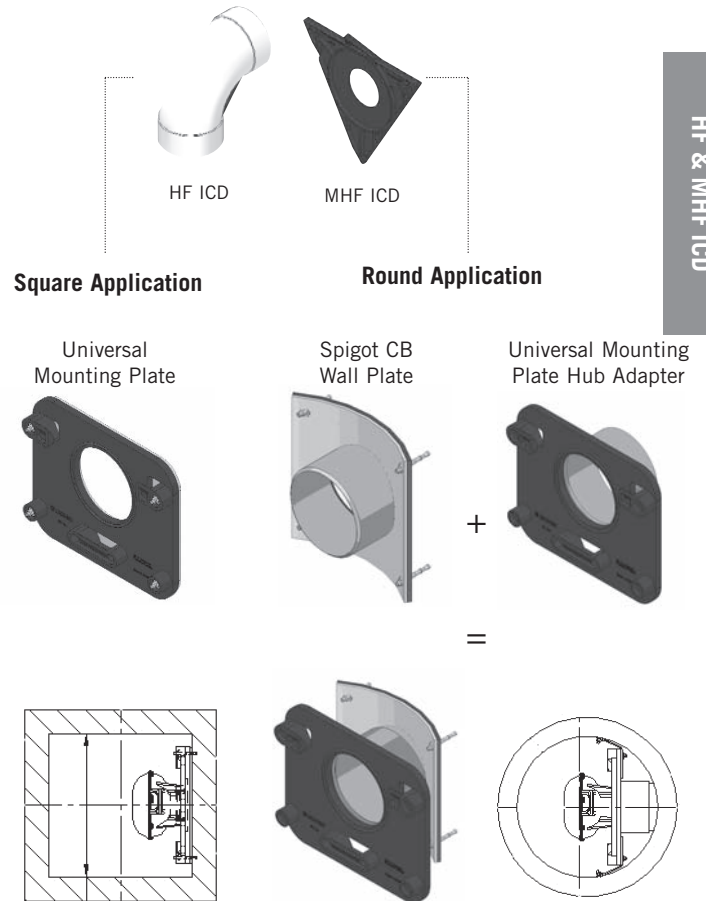 HF ICD
MHF ICD
HF & MHF ICD
Square Application
Round Application
Universal
Mounting Plate
Spigot CB
Wall Plate
Universal Mounting
Plate Hub Adapter
+
=